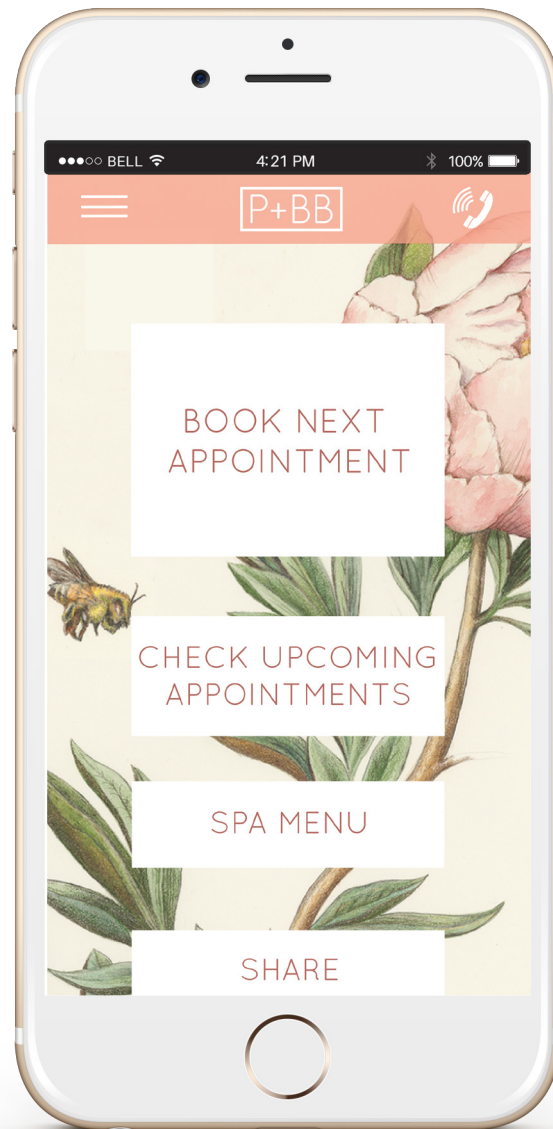 BELL
4:21 PM
100%
P+BB
BOOK NEXT
APPOINTMENT
CHECK UPCOMING
APPOINTMENTS
SPA MENU
SHARE